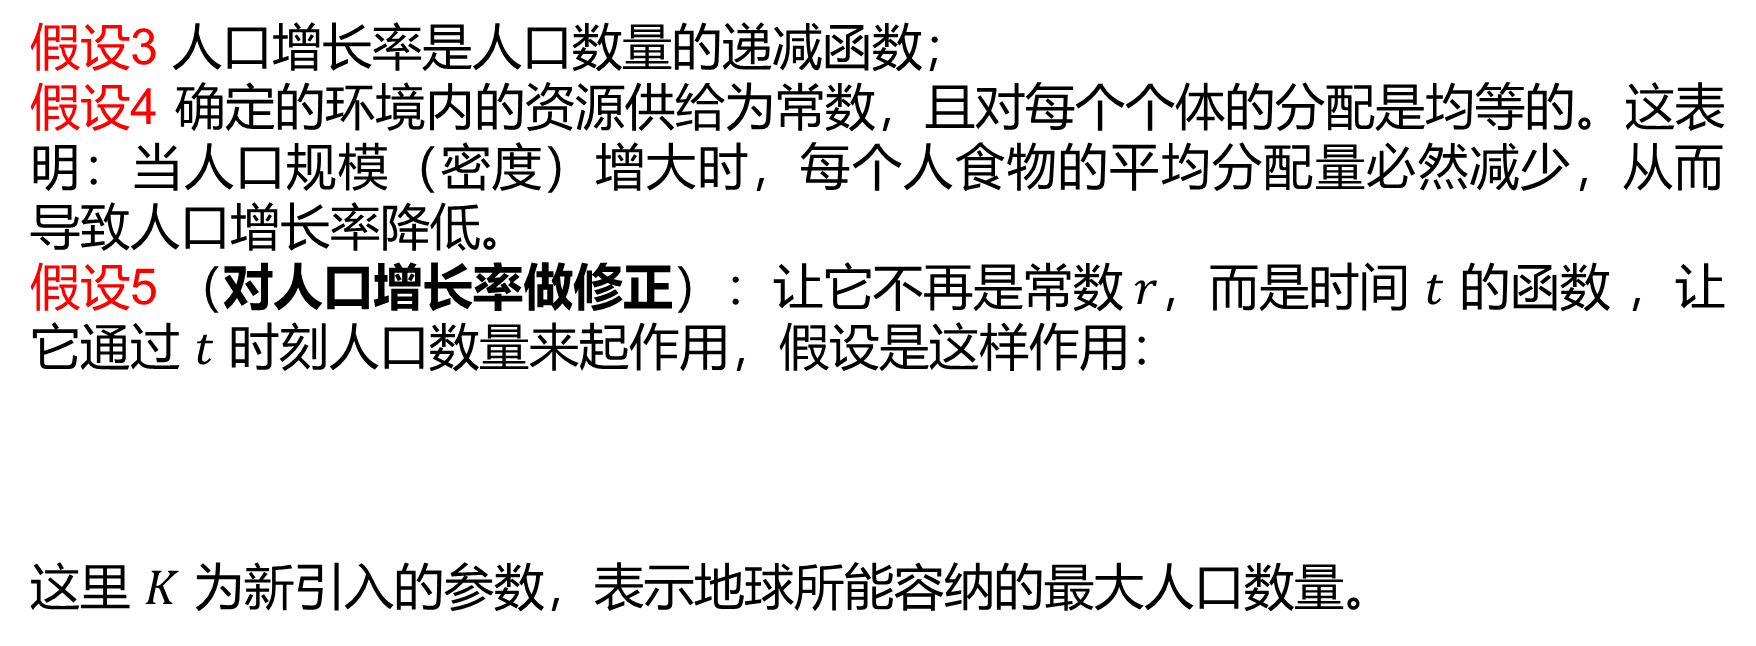 假设3 人口增长率是人口数量的递减函数；
假设4 确定的环境内的资源供给为常数，且对每个个体的分配是均等的。这表
明：当人口规模（密度）增大时，每个人食物的平均分配量必然减少，从而
导致人口增长率降低。
假设5 （对人口增长率做修正）：让它不再是常数 r，而是时间 t 的函数 ，让
它通过 t 时刻人口数量来起作用，假设是这样作用：
这里 K 为新引入的参数，表示地球所能容纳的最大人口数量。